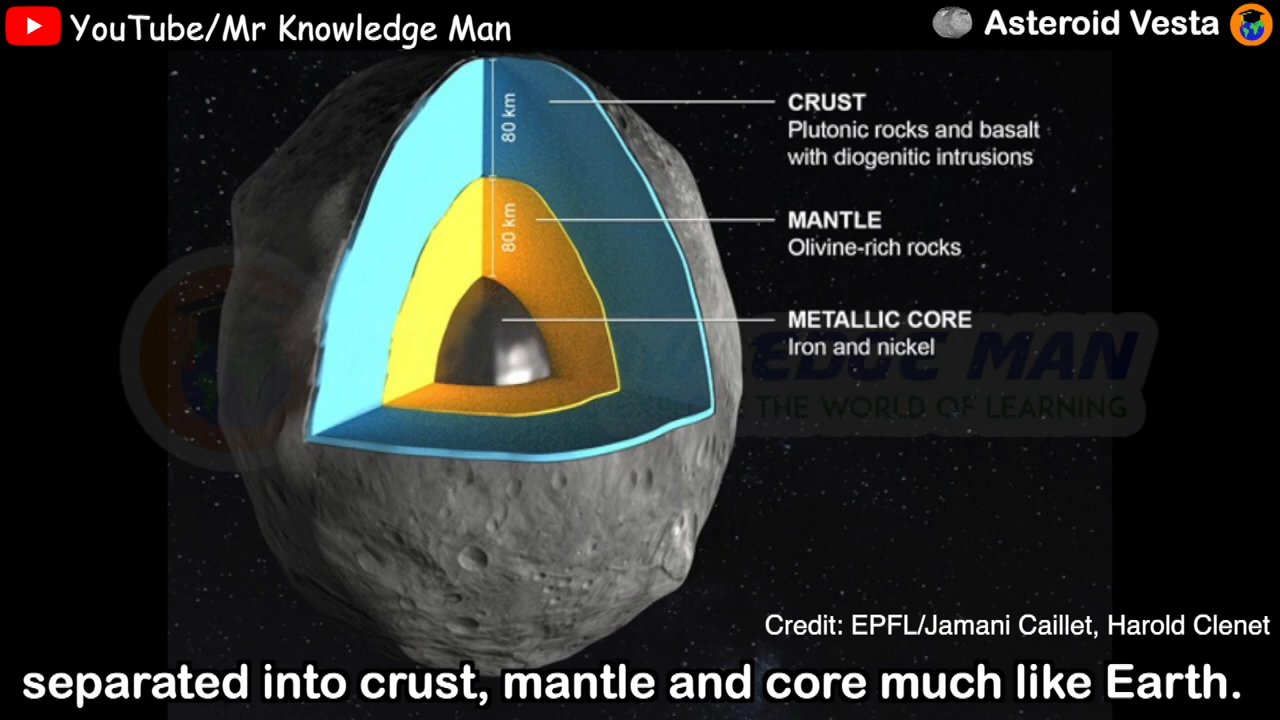 YouTube/Mr Knowledge Man
Asteroid Vesta
80 km
CRUST
Plutonic rocks and basalt
with diogenitic intrusions
80 km
MANTLE
Olivine-rich rocks
METALLIC CORE
Iron and nickel
EDGE MAN
THE WORLD OF LEARNING
Credit: EPFL/Jamani Caillet, Harold Clenet
separated into crust, mantle and core much like Earth.